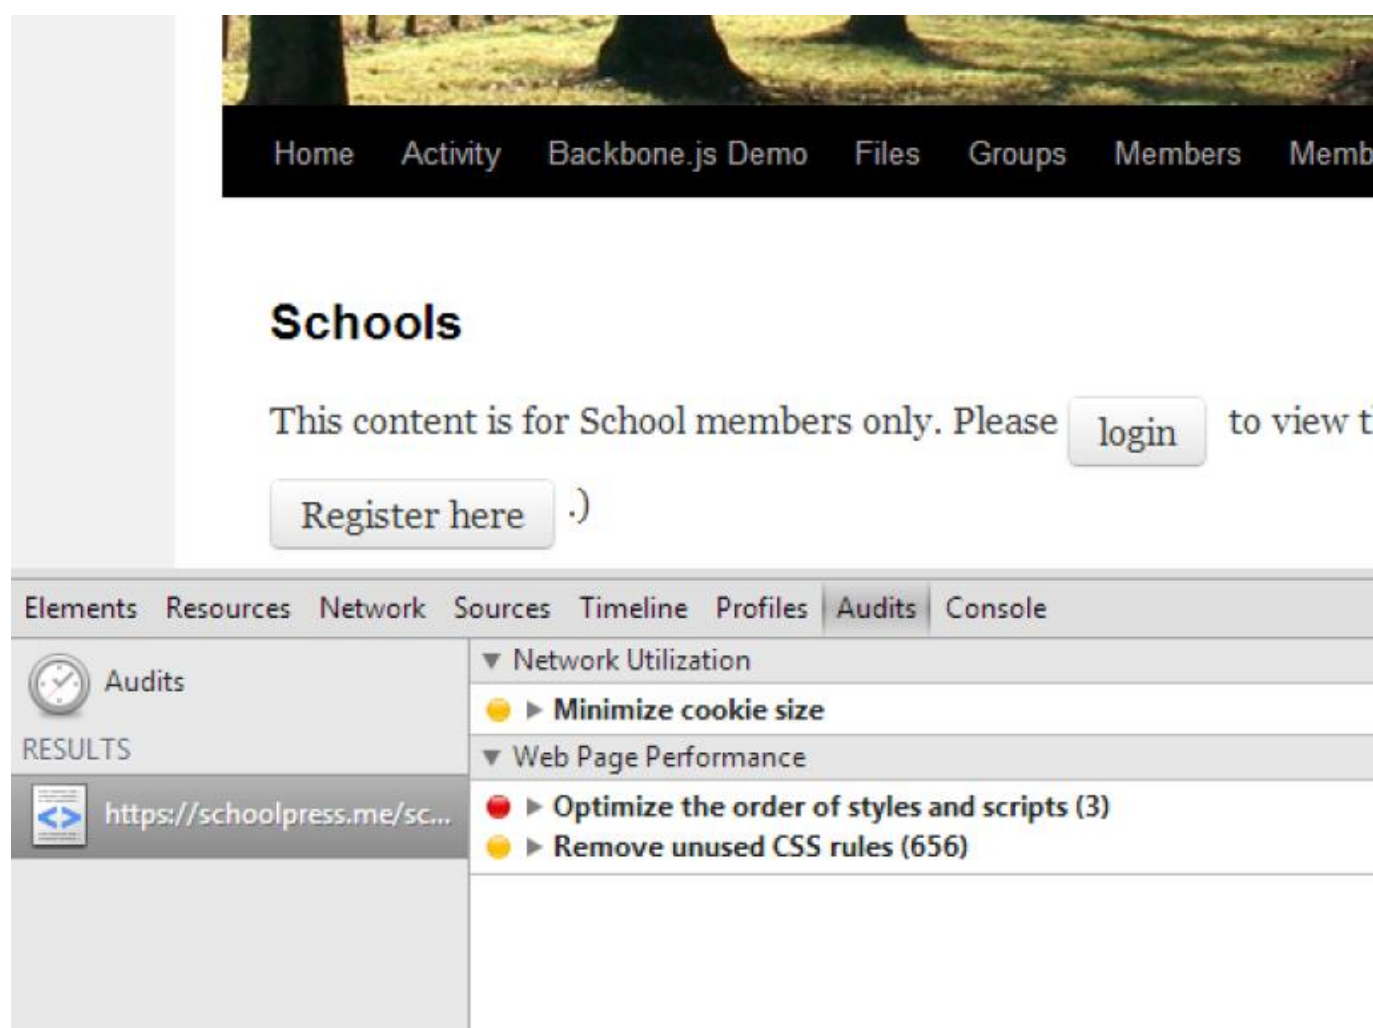 Home Activity Backbone.js Demo Files Groups Members Memb
Schools
This content is for School members only. Please login to view t
Register here .)
Elements Resources Network Sources Timeline Profiles Audits Console
Audits
RESULTS
https://schoolpress.me/sc...
Network Utilization
Minimize cookie size
Web Page Performance
Optimize the order of styles and scripts (3)
Remove unused CSS rules (656)